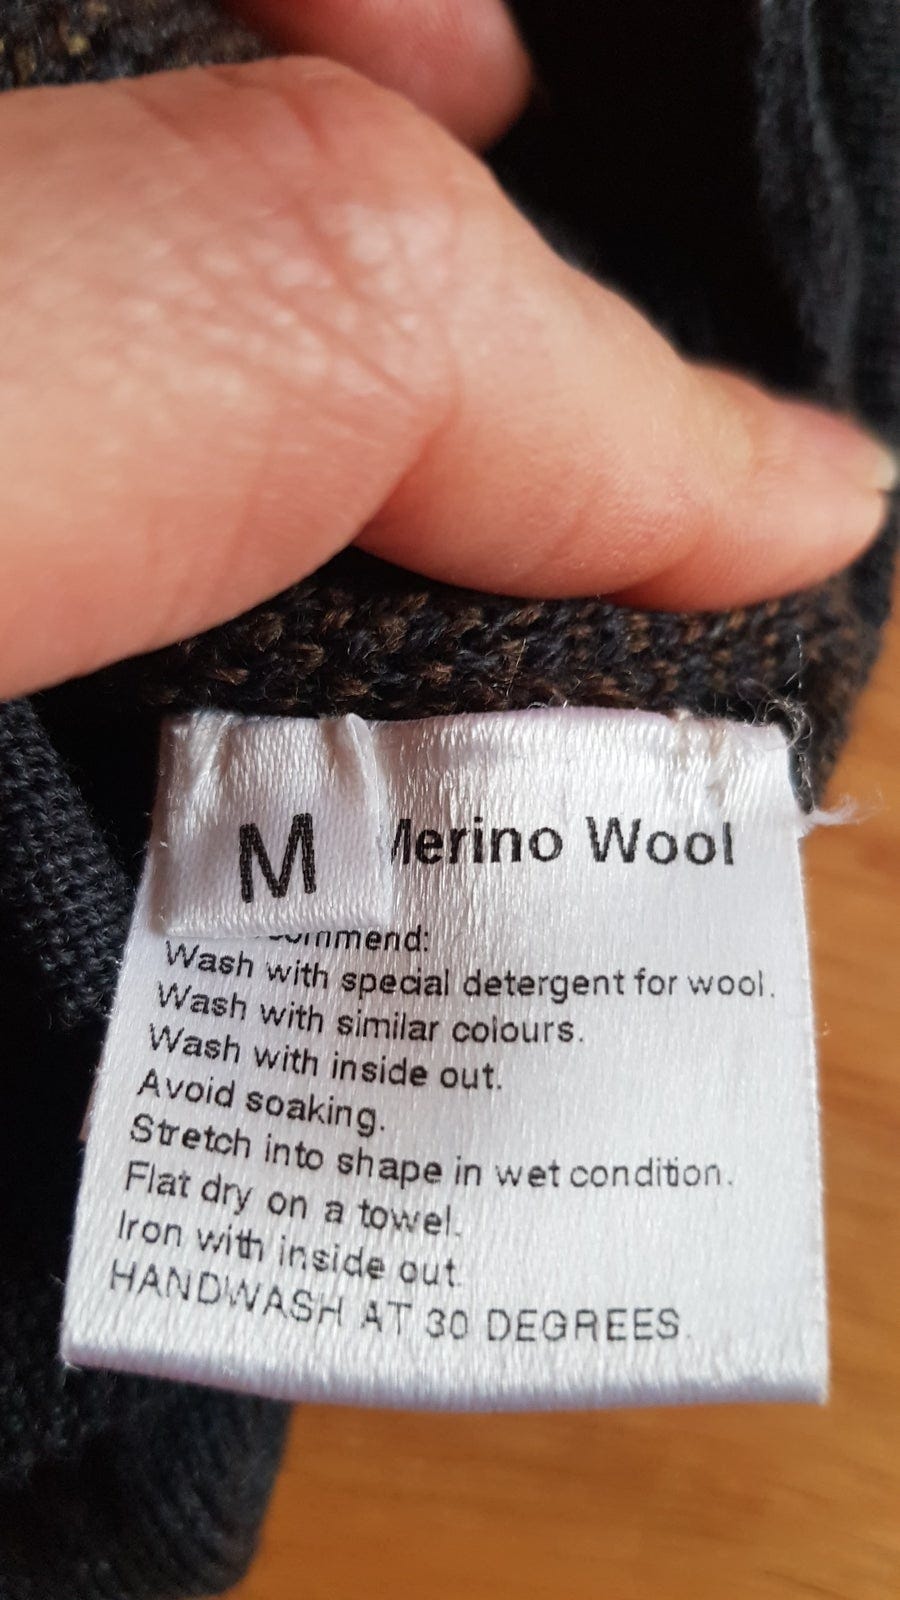 M
Merino Wool
Wash with special detergent for wool.
Wash with similar colours.
Wash with inside out.
Avoid soaking.
Stretch into shape in wet condition.
Flat dry on a towel.
Iron with inside out.
HANDWASH AT 30 DEGREES.